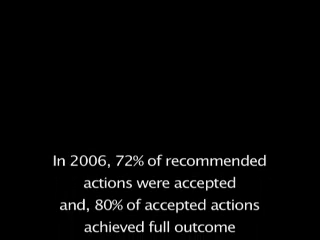 In 2006, 72% of recommended
actions were accepted
and, 80% of accepted actions
achieved full outcome